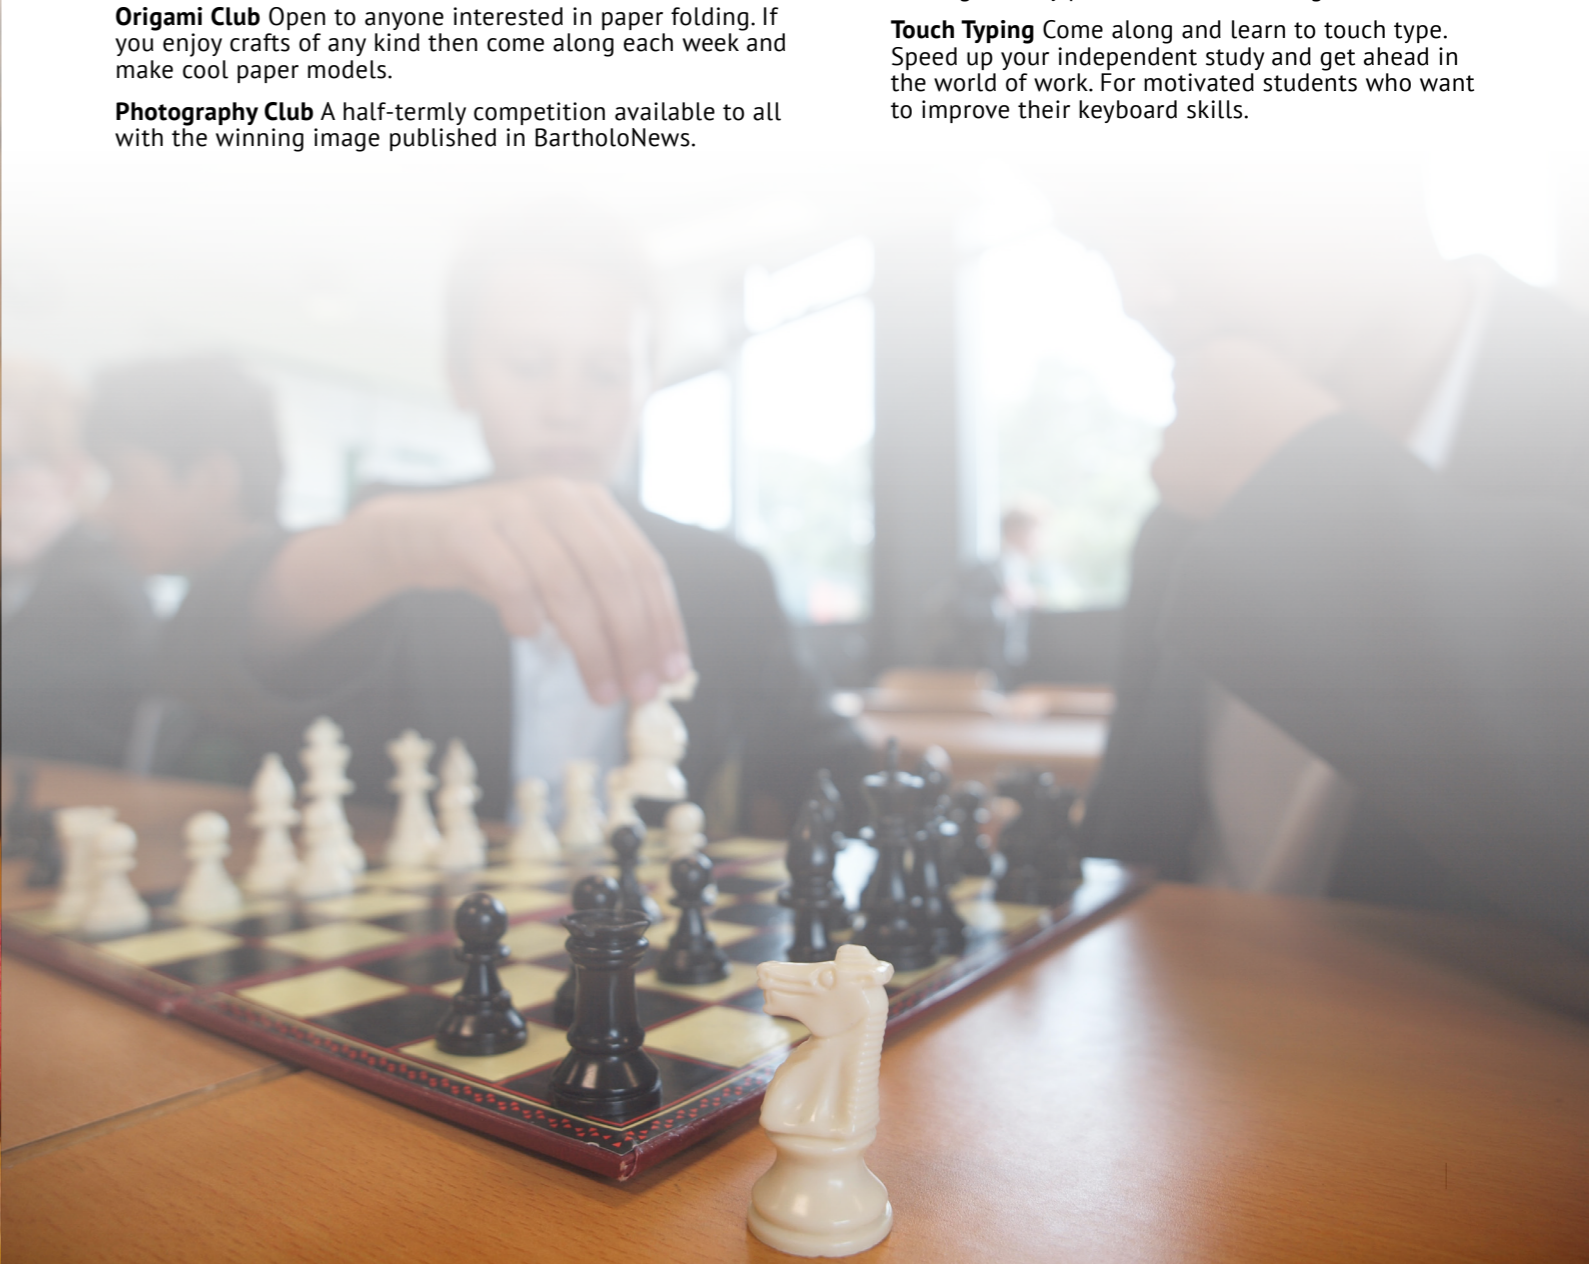 Origami Club Open to anyone interested in paper folding. If
you enjoy crafts of any kind then come along each week and
make cool paper models.
Photography Club A half-termly competition available to all
with the winning image published in BartholoNews.
Touch Typing Come along and learn to touch type.
Speed up your independent study and get ahead in
the world of work. For motivated students who want
to improve their keyboard skills.